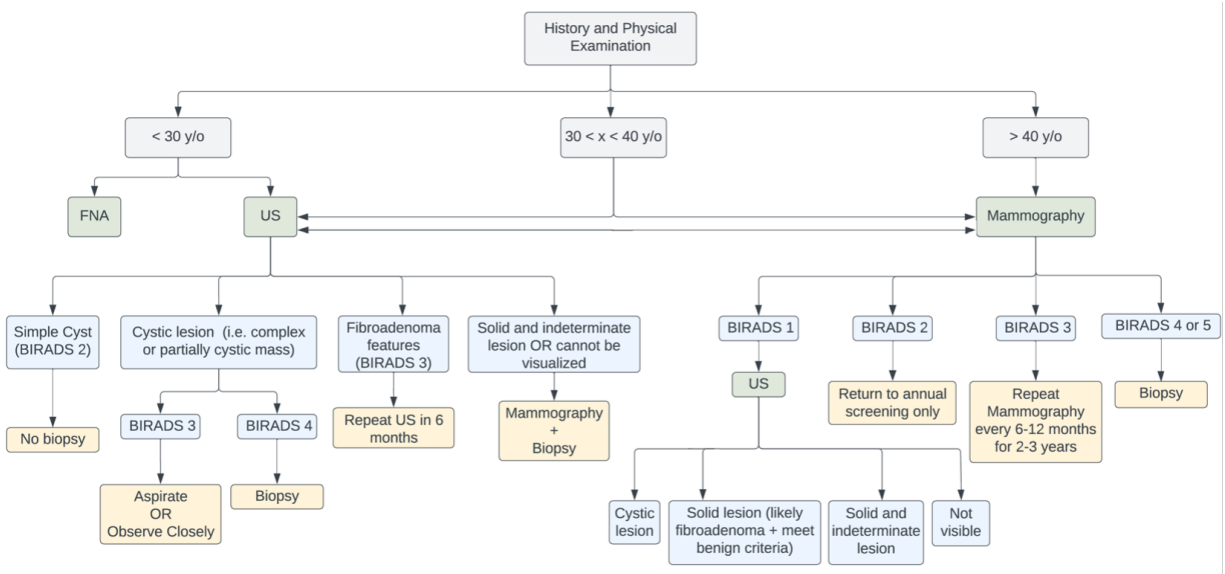 History and Physical
Examination
< 30 y/o
30 < x < 40 y/o
> 40 y/o
FNA
US
Mammography
Simple Cyst
(BIRADS 2)
Cystic lesion (i.e. complex
or partially cystic mass)
Fibroadenoma
features
(BIRADS 3)
Solid and indeterminate
lesion OR cannot be
visualized
BIRADS 1
BIRADS 2
BIRADS 3
BIRADS 4 or 5
No biopsy
BIRADS 3
BIRADS 4
Repeat US in 6
months
Mammography
+
Biopsy
US
Return to annual
screening only
Repeat
Mammography
every 6-12 months
for 2-3 years
Biopsy
Aspirate
OR
Observe Closely
Biopsy
Cystic
lesion
Solid lesion (likely
fibroadenoma + meet
benign criteria)
Solid and
indeterminate
lesion
Not
visible